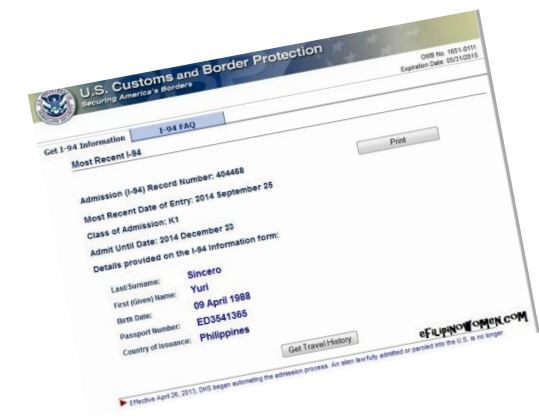 U.S. Customs and Border Protection
Securing America's Borders
OMB No. 1651-0111
Expiration Date: 05/31/2015
Get I-94 Information
I-94 FAQ
Most Recent I-94
Print
Admission (I-94) Record Number: 404468
Most Recent Date of Entry: 2014 September 25
Class of Admission: K1
Admit Until Date: 2014 December 23
Details provided on the I-94 Information form:
Last/Surname: Sincero
First (Given) Name: Yuri
Birth Date: 09 April 1988
Passport Number: ED3541365
Country of Issuance: Philippines
Get Travel History
eFilipinoWomen.com
Effective April 26, 2013, DHS began automating the admission process. An alien lawfully admitted or paroled into the U.S. is no longer